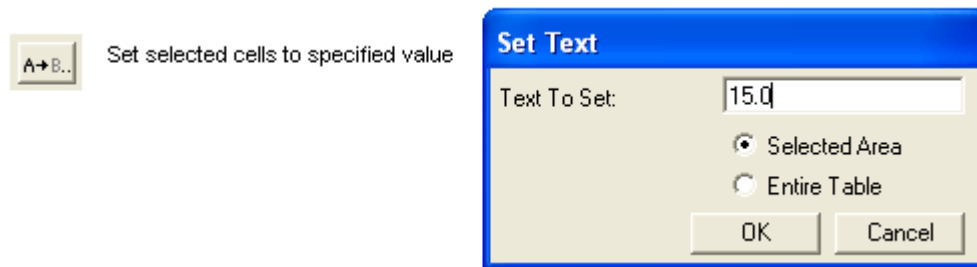 A→B..
Set selected cells to specified value
Set Text
Text To Set:
15.0
Selected Area
Entire Table
OK
Cancel